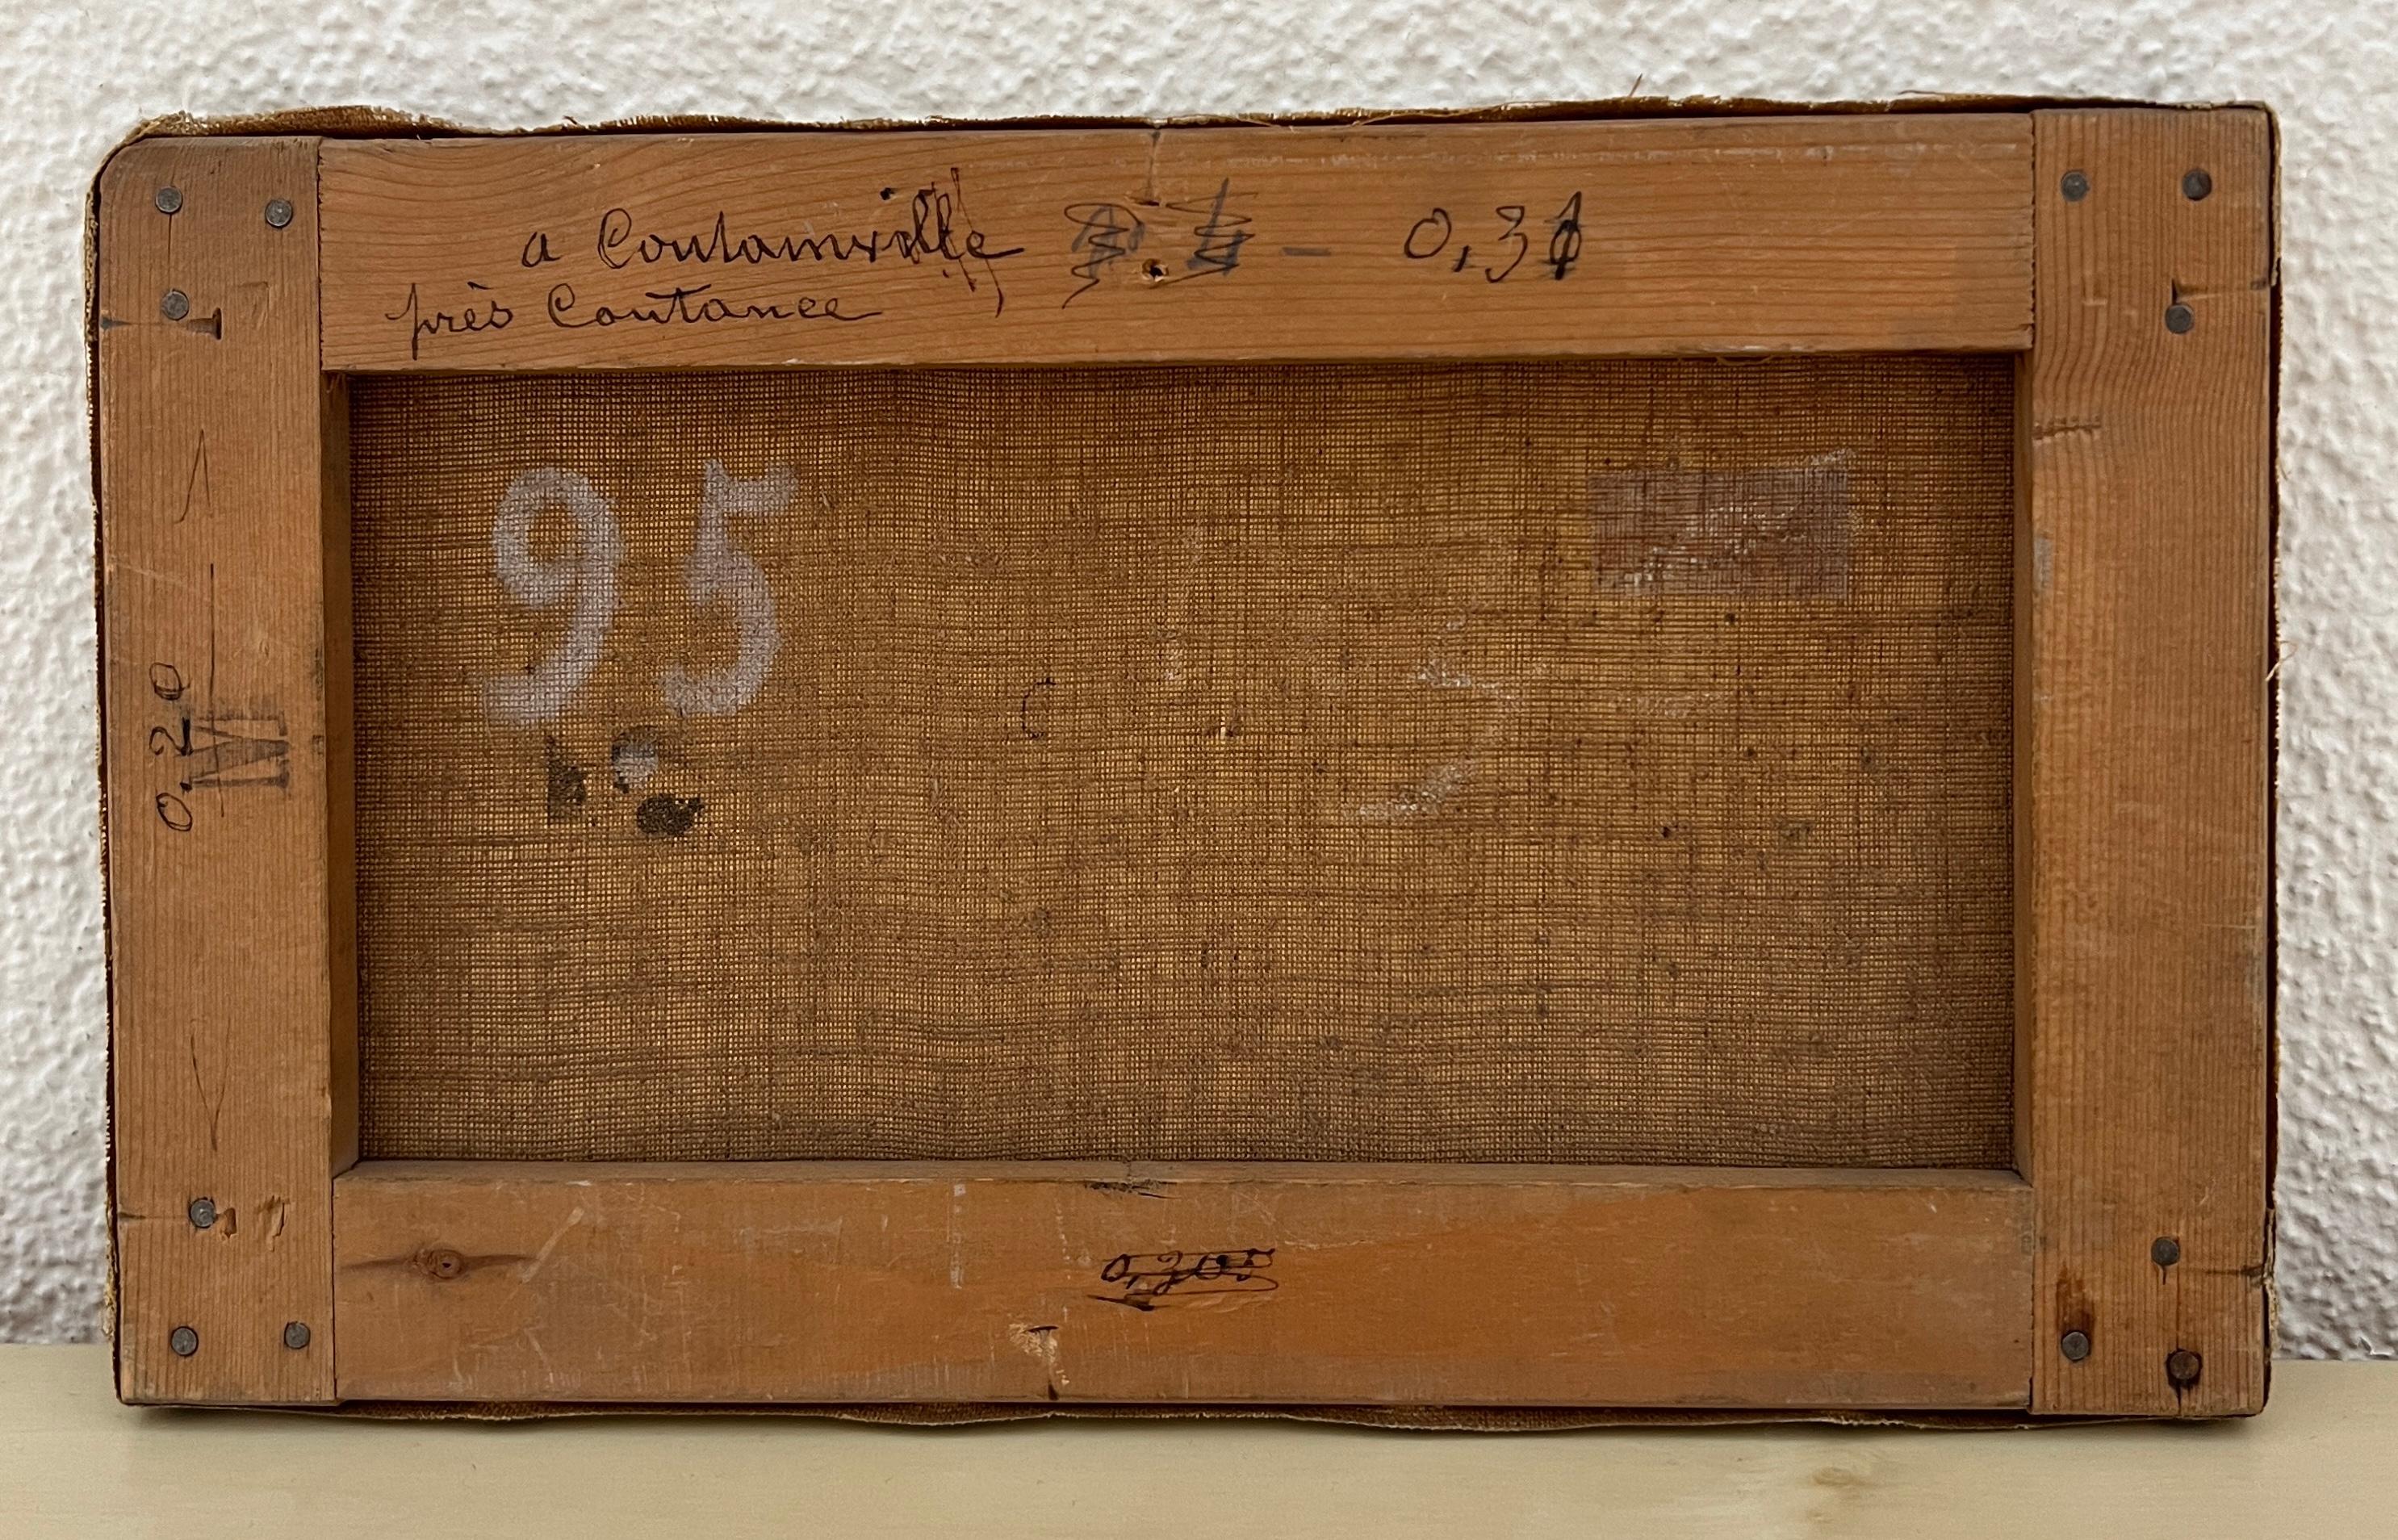 a Coutainville - 0,31
près Coutance
95
0.20
M
0,305